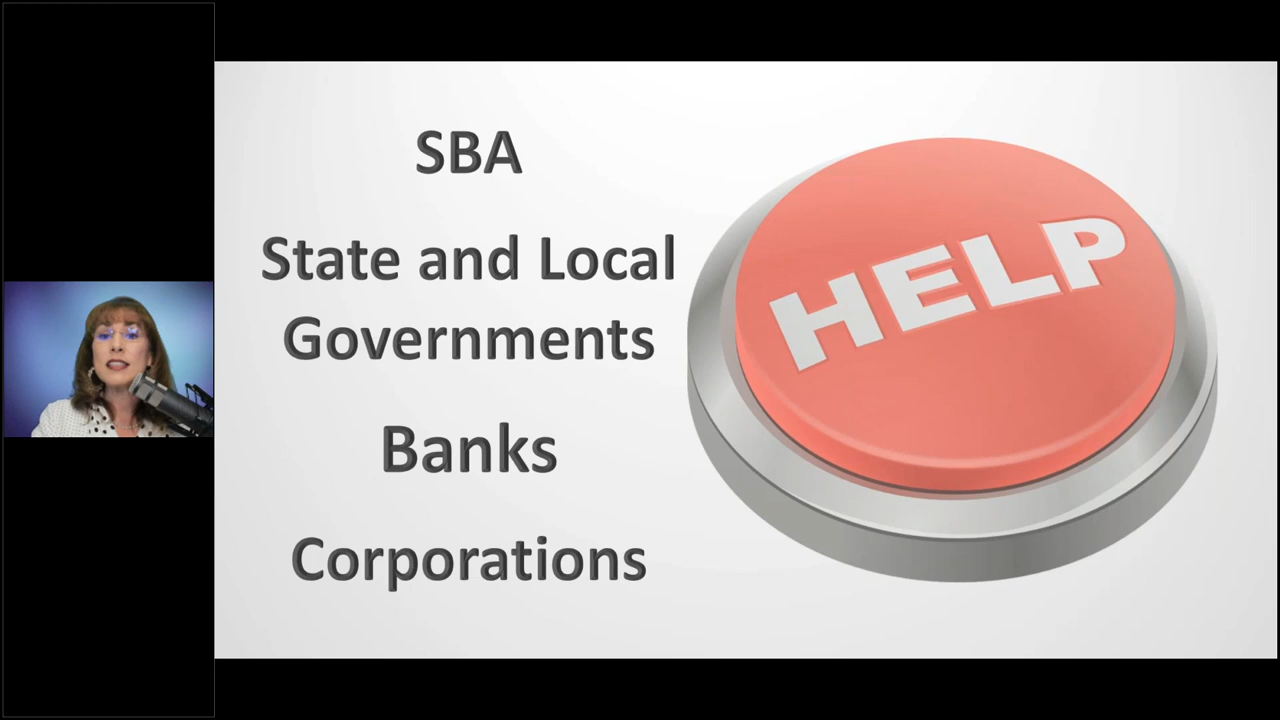 SBA
State and Local
Governments
Banks
Corporations
HELP